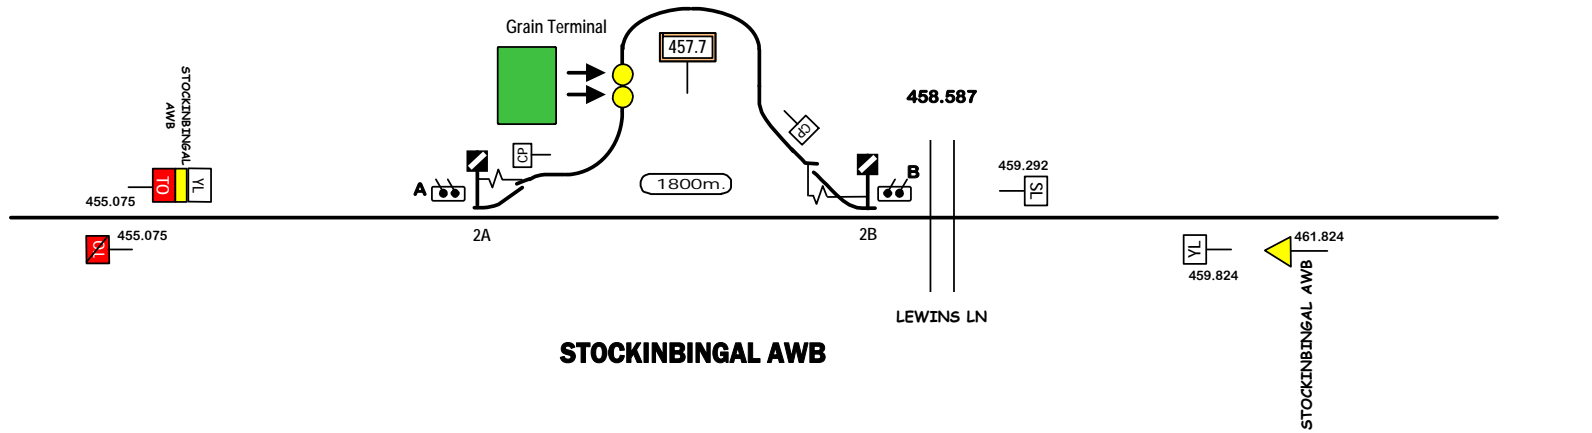 Grain Terminal
457.7
458.587
STOCKINBINGAL
AWB
CP
CP
TO
YL
455.075
A
1800m.
B
459.292
SL
455.075
2A
2B
YL
461.824
459.824
LEWINS LN
STOCKINBINGAL AWB
STOCKINBINGAL AWB